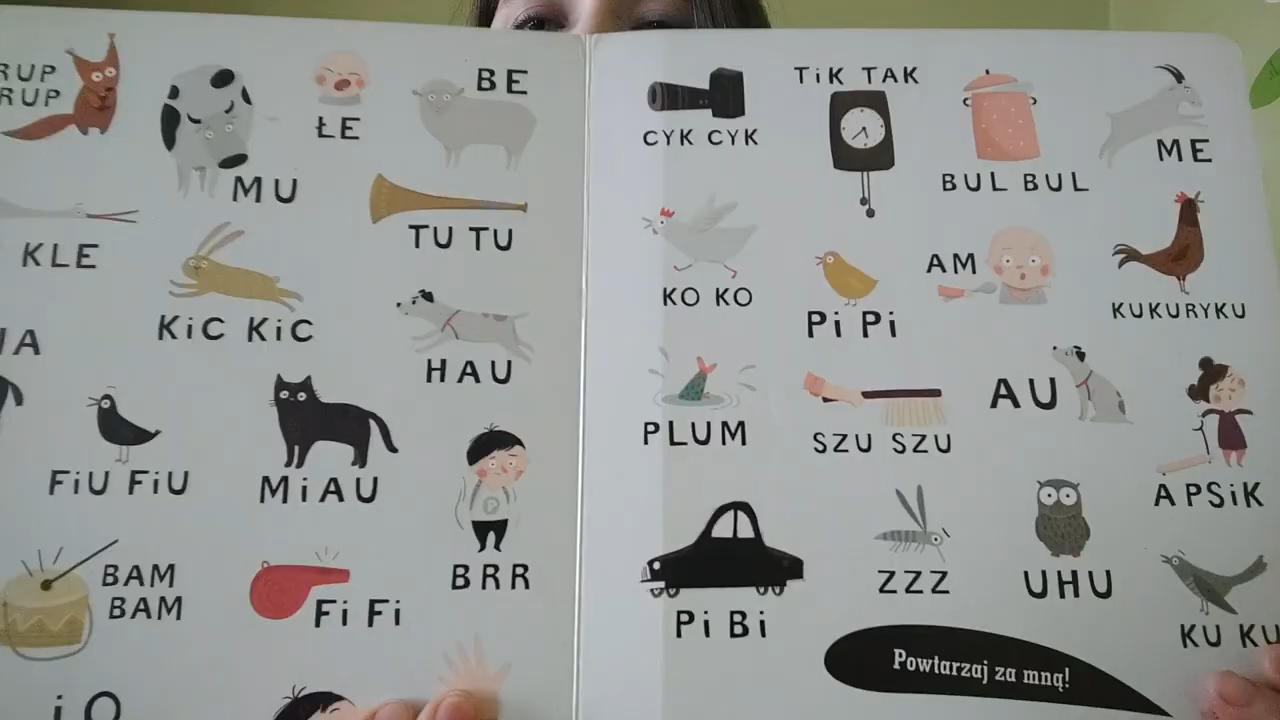 RUP
RUP
MU
ŁE
BE
KLE
KiC KiC
TU TU
HAU
FiU FiU
MiAU
BRR
BAM
BAM
Fi Fi
CYK CYK
TiK TAK
BUL BUL
ME
KO KO
Pi Pi
AM
KUKURYKU
PLUM
SZU SZU
AU
APSiK
Pi Bi
ZZZ
UHU
KU KU
Powtarzaj za mną!